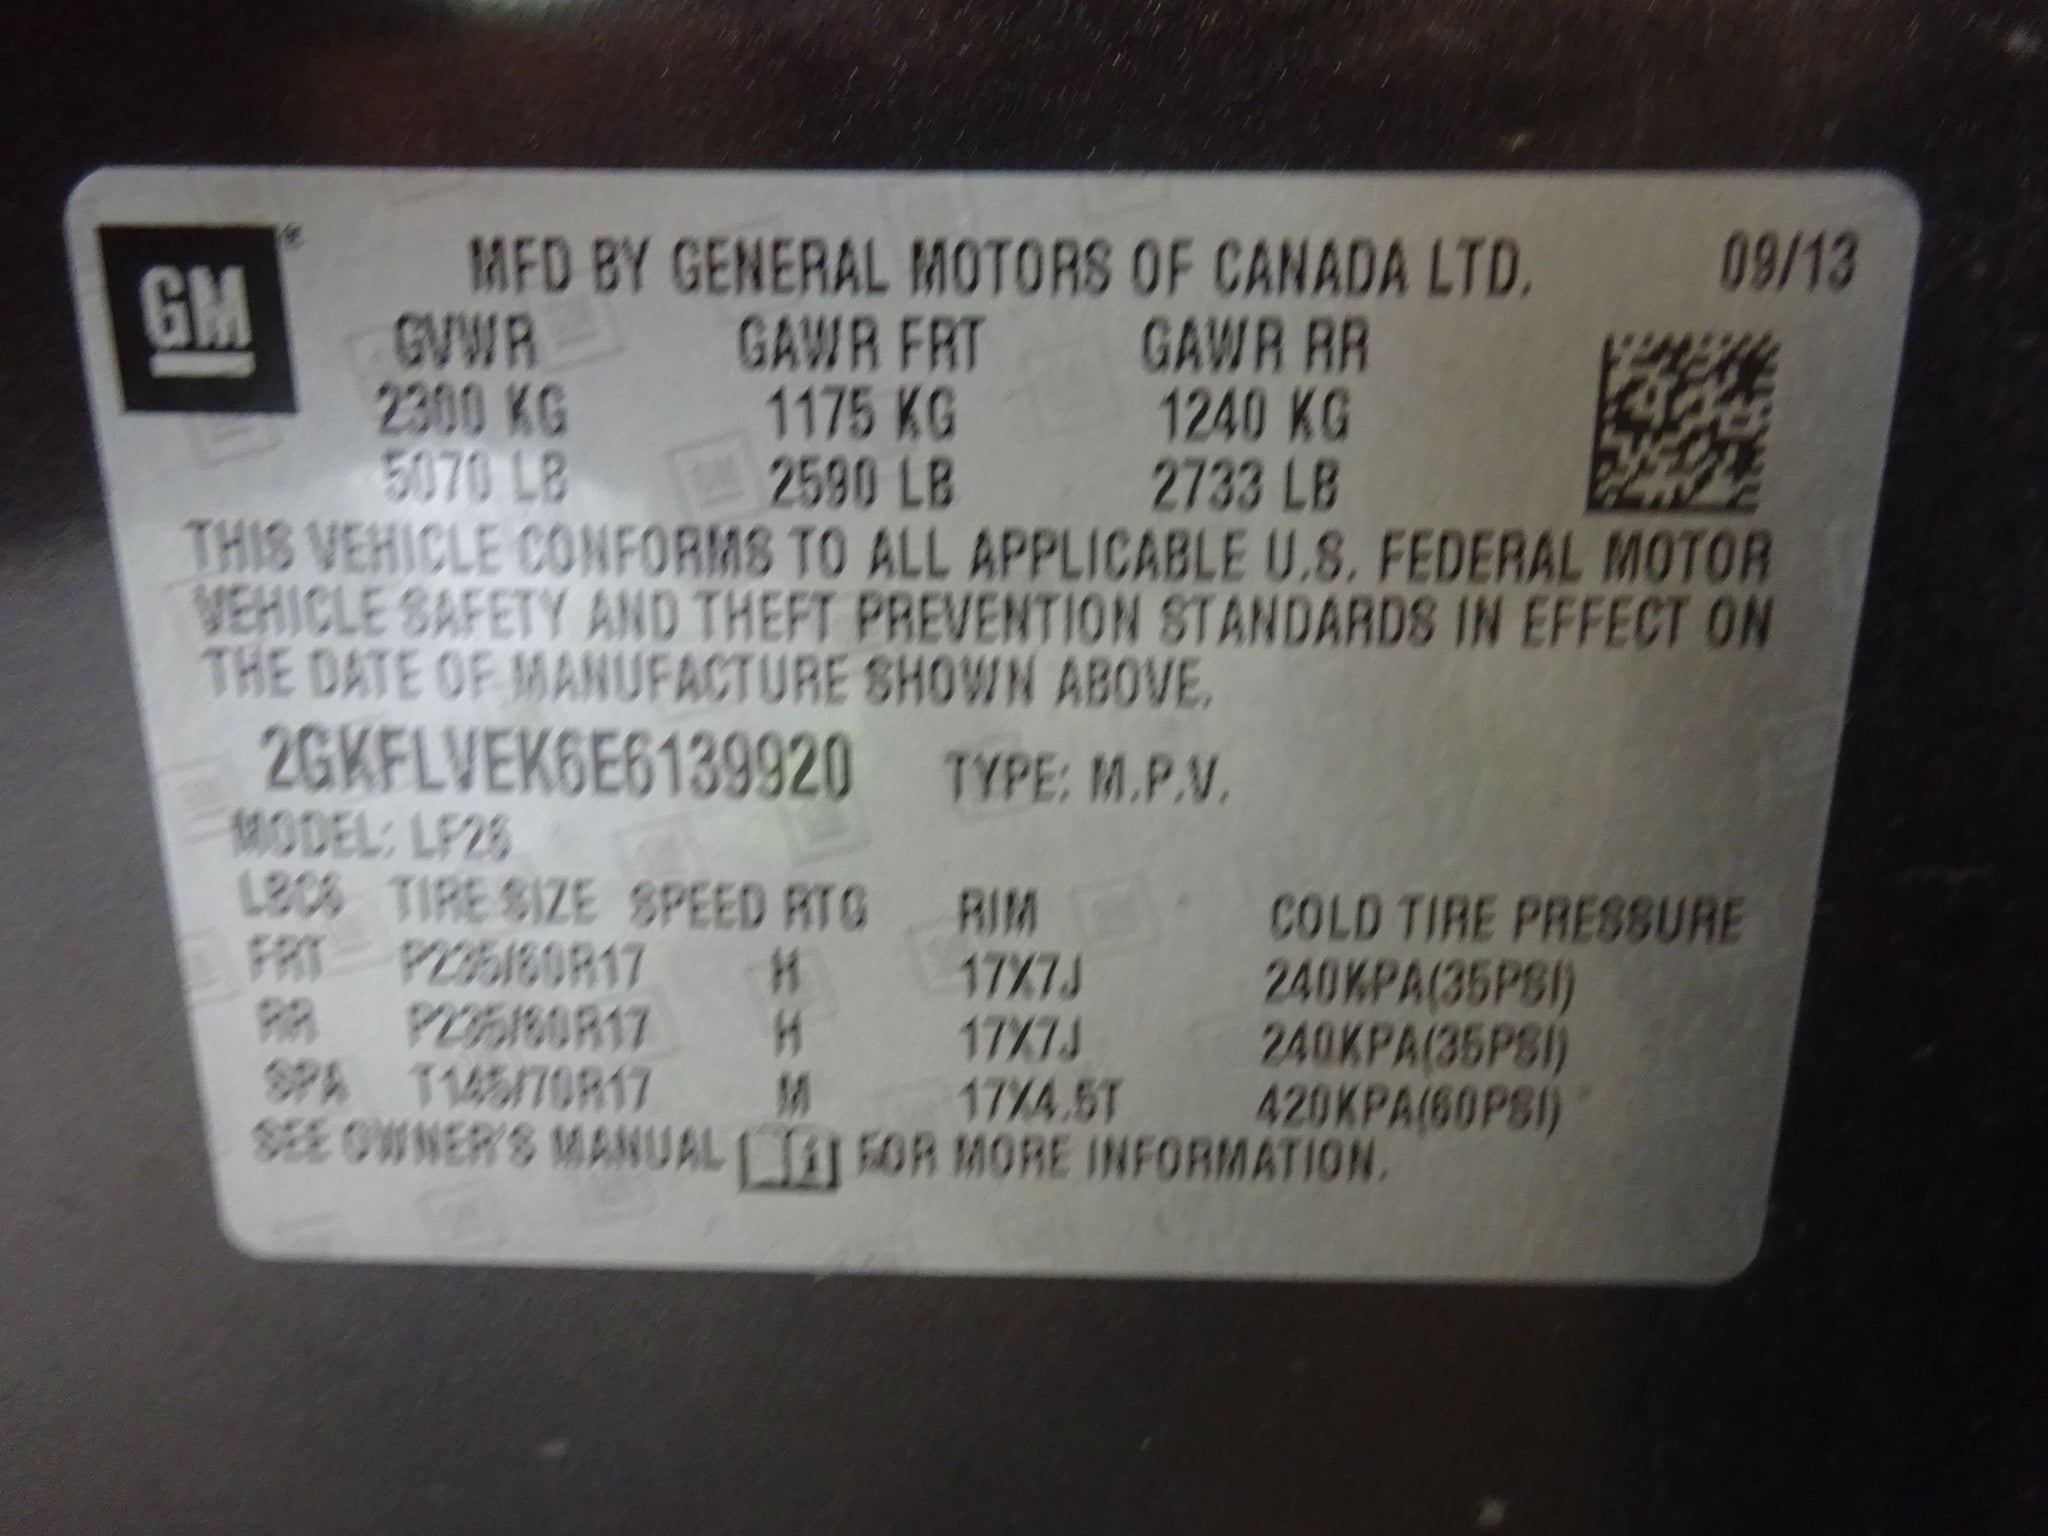 GM®
MFD BY GENERAL MOTORS OF CANADA LTD. 09/13
GVWR GAWR FRT GAWR RR
2300 KG 1175 KG 1240 KG
5070 LB 2590 LB 2733 LB
THIS VEHICLE CONFORMS TO ALL APPLICABLE U.S. FEDERAL MOTOR
VEHICLE SAFETY AND THEFT PREVENTION STANDARDS IN EFFECT ON
THE DATE OF MANUFACTURE SHOWN ABOVE.
2GKFLVEK6E6139920 TYPE: M.P.V.
MODEL: LF26
TIRE SIZE SPEED RTG RIM COLD TIRE PRESSURE
FRT P235/60R17 H 17X7J 240KPA(35PSI)
RR P235/60R17 H 17X7J 240KPA(35PSI)
SPA T145/70R17 M 17X4.5T 420KPA(60PSI)
SEE OWNER'S MANUAL FOR MORE INFORMATION.